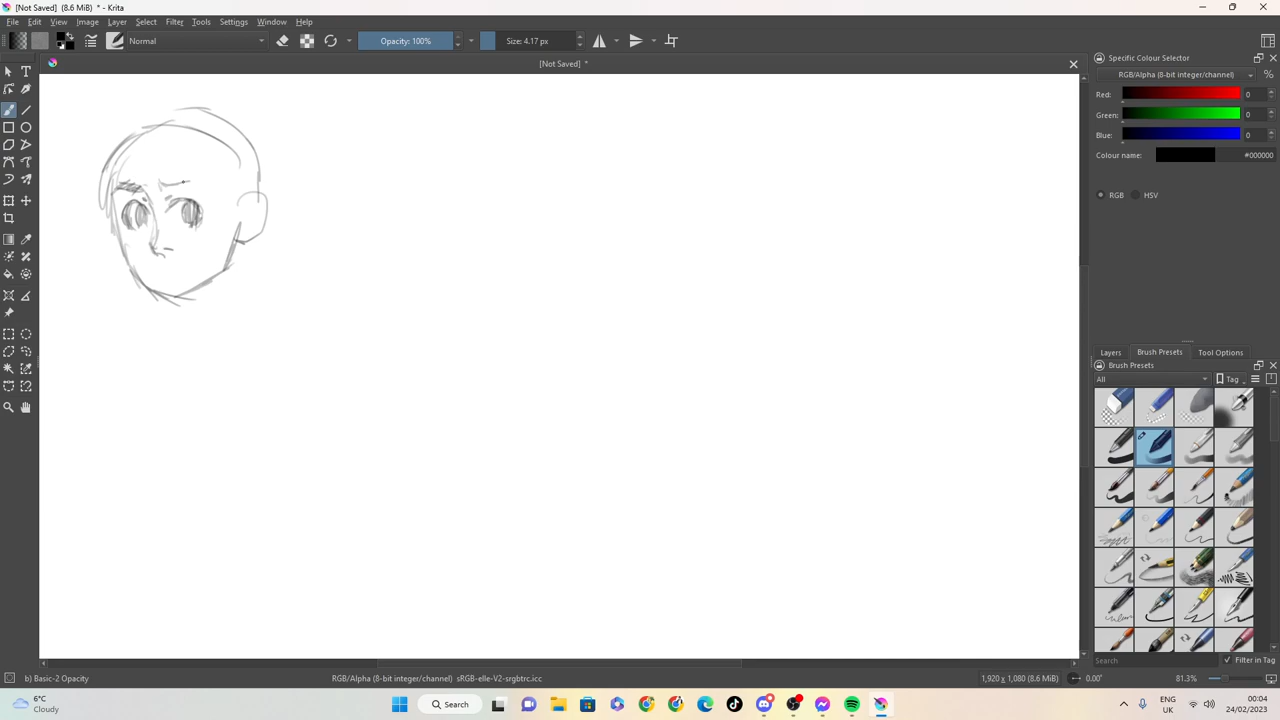 [Not Saved] (8.6 MiB) * - Krita
File Edit View Image Layer Select Filter Tools Settings Window Help
Normal Opacity: 100% Size: 4.17 px
[Not Saved] *
Specific Colour Selector
RGB/Alpha (8-bit integer/channel) %
Red: 0
Green: 0
Blue: 0
Colour name: #000000
RGB HSV
Layers Brush Presets Tool Options
Brush Presets
All Tag
Search Filter in Tag
b) Basic-2 Opacity RGB/Alpha (8-bit integer/channel) sRGB-elle-V2-srgbtrc.icc 1,920 x 1,080 (8.6 MiB) 0.00° 81.3%
6°C
Cloudy
Search
ENG
UK
00:04
24/02/2023